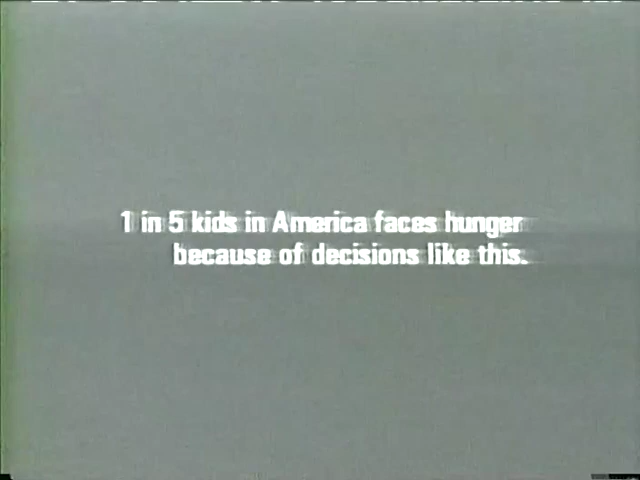 1 in 5 kids in America faces hunger
because of decisions like this.